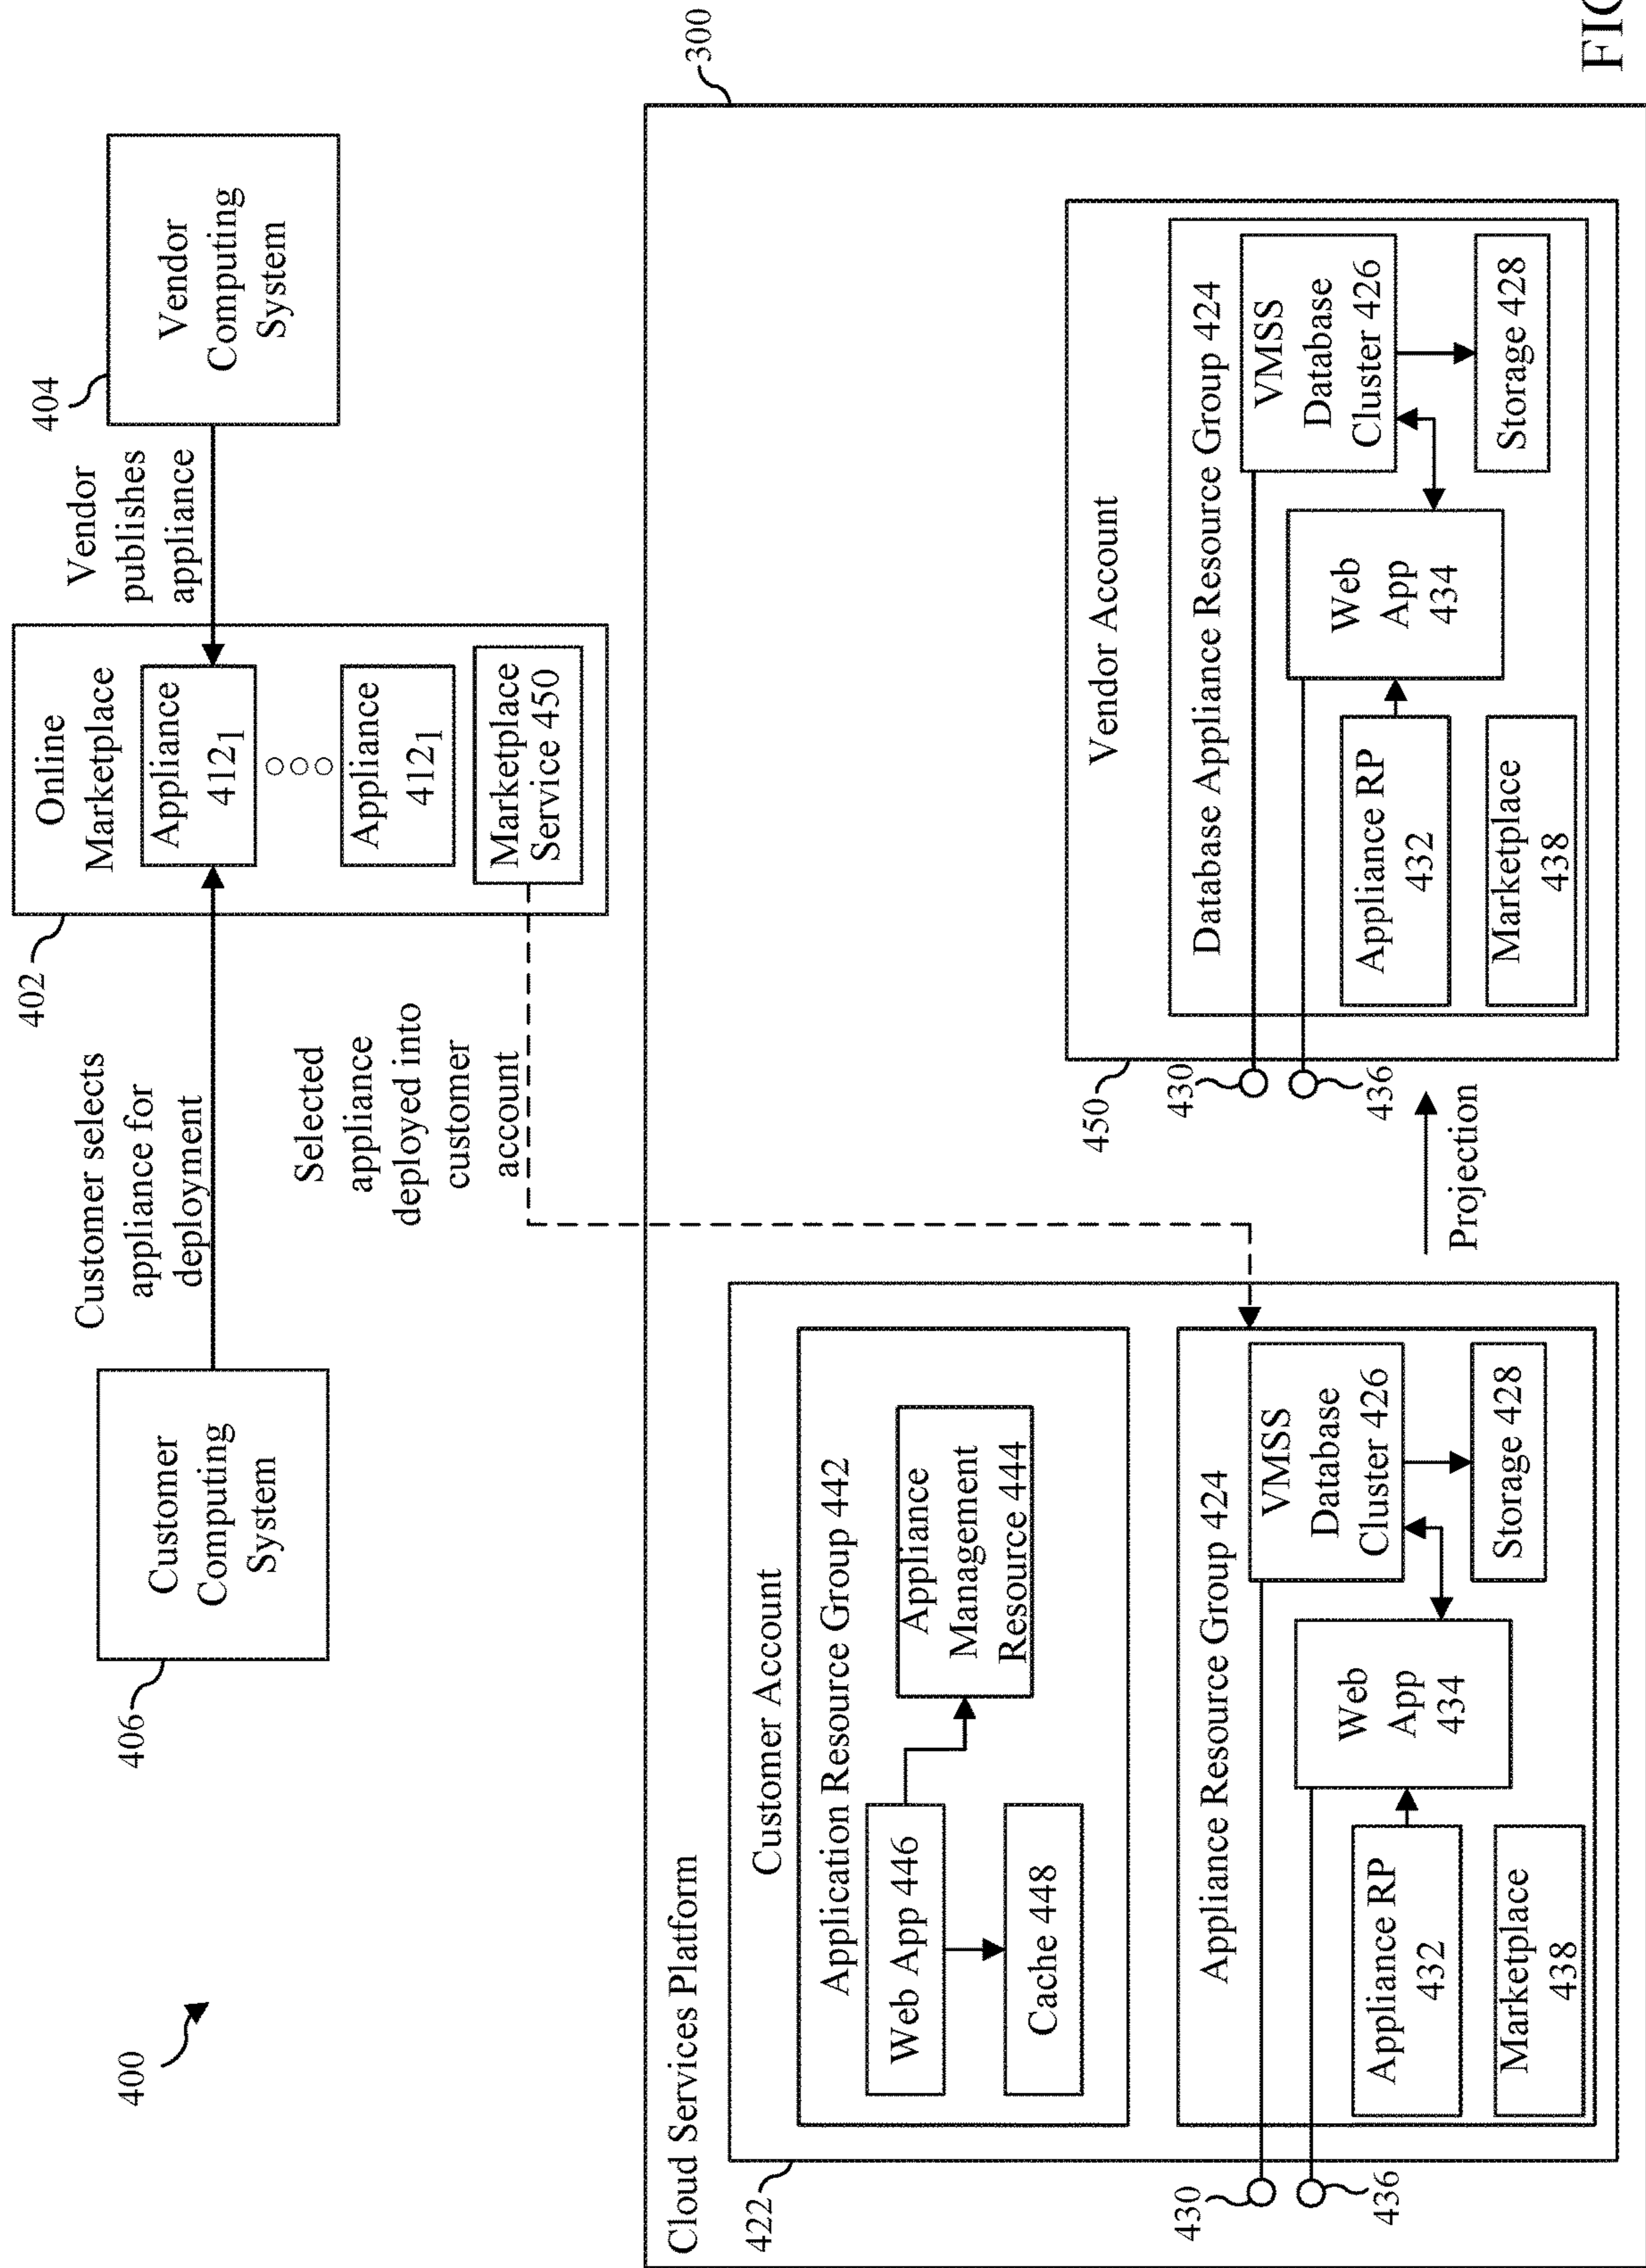 400
406
Customer
Computing
System
Customer selects
appliance for
deployment
402
Online
Marketplace
Appliance
412₁
Appliance
412₁
Marketplace
Service 450
Vendor
publishes
appliance
404
Vendor
Computing
System
Selected
appliance
deployed into
customer
account
300
Cloud Services Platform
422
Customer Account
Application Resource Group 442
Web App 446
Cache 448
Appliance
Management
Resource 444
Appliance Resource Group 424
VMSS
Database
Cluster 426
Storage 428
Web
App
434
Appliance RP
432
Marketplace
438
430
436
Projection
450
430
436
Vendor Account
Database Appliance Resource Group 424
VMSS
Database
Cluster 426
Storage 428
Web
App
434
Appliance RP
432
Marketplace
438